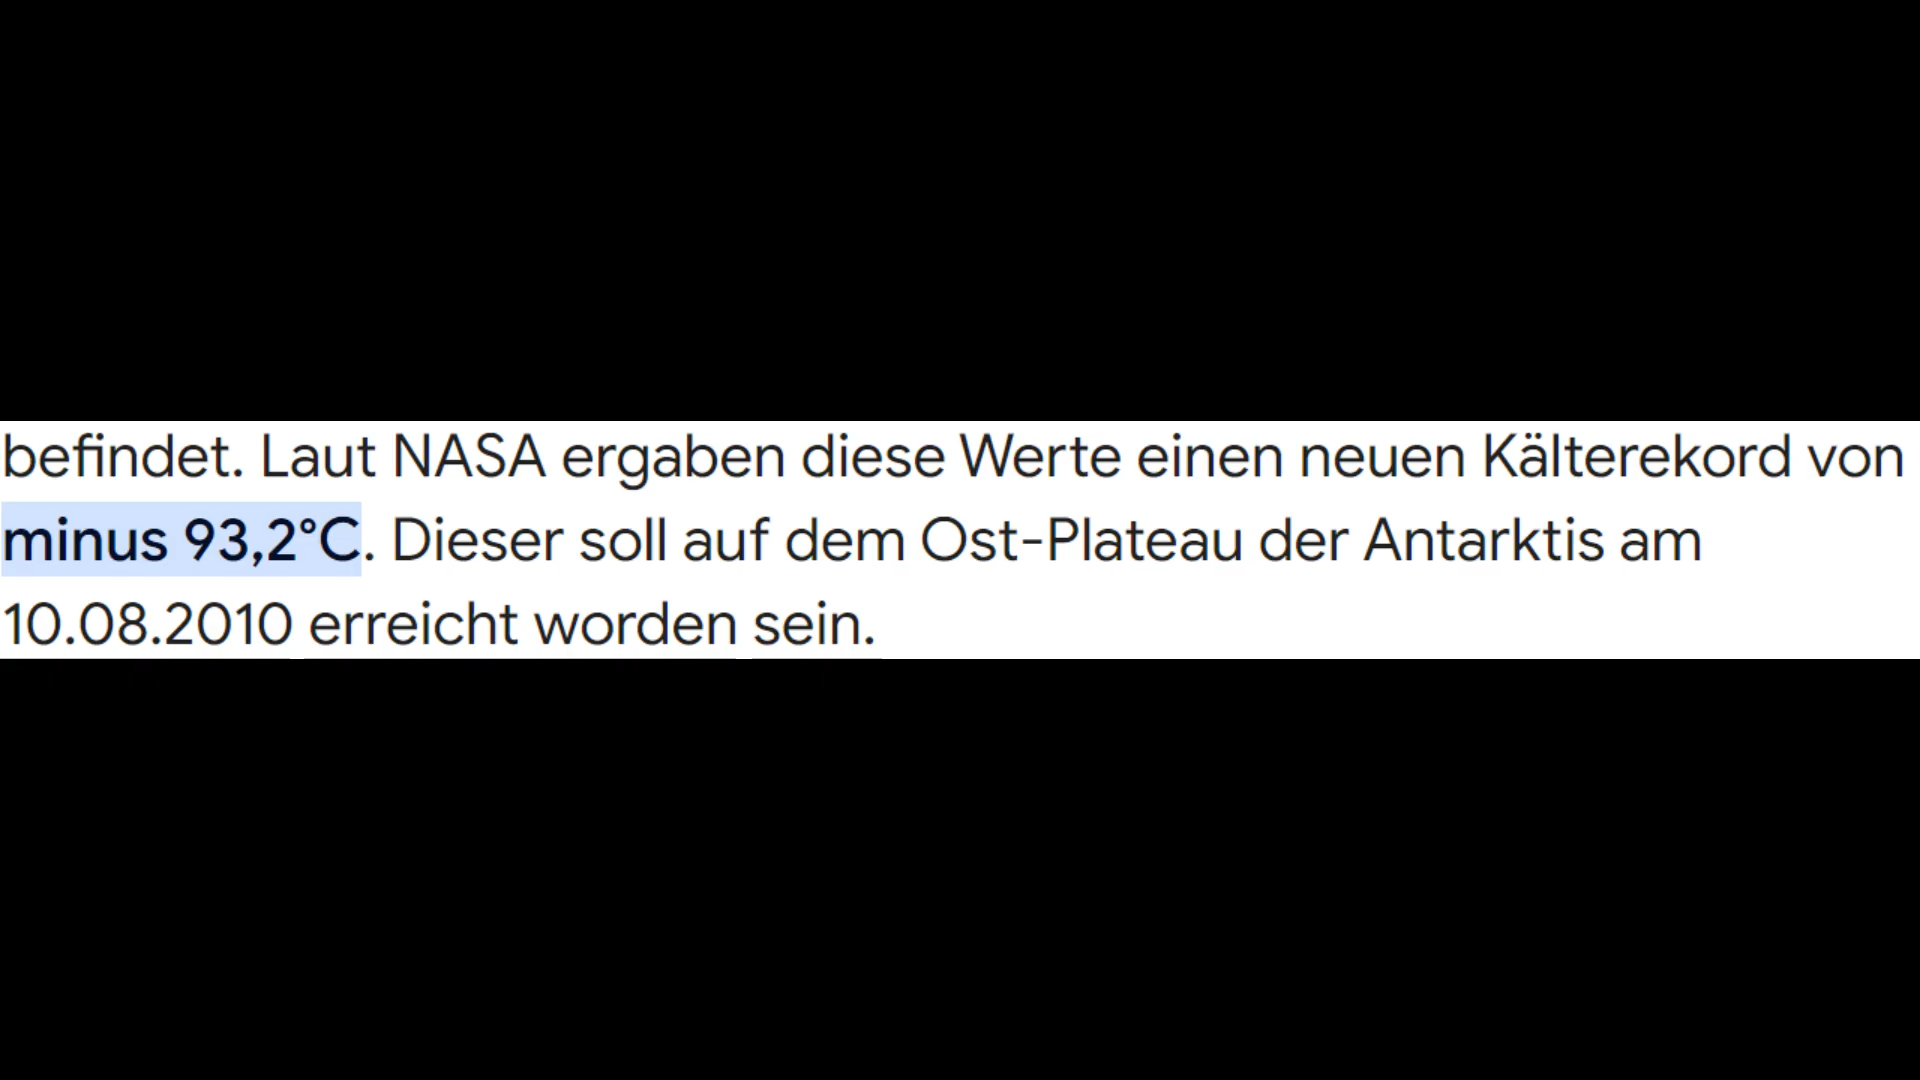 befindet. Laut NASA ergaben diese Werte einen neuen Kälterekord von
minus 93,2°C. Dieser soll auf dem Ost-Plateau der Antarktis am
10.08.2010 erreicht worden sein.